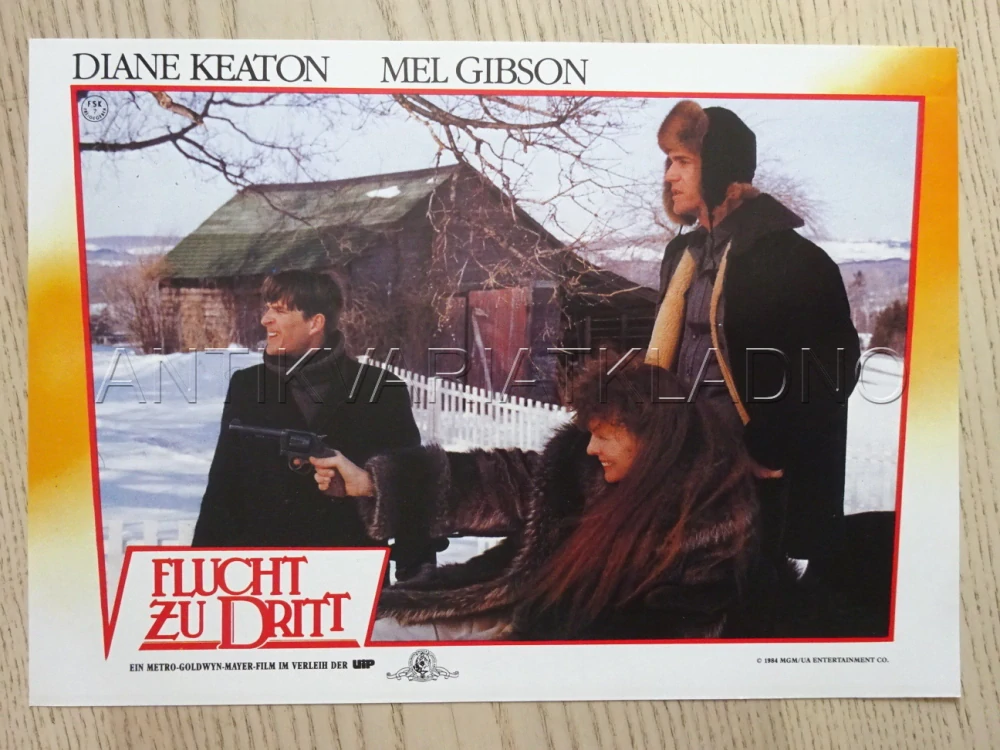 DIANE KEATON MEL GIBSON
FSK
ANTIKVARIATKLADNO
FLUCHT
ZU DRITT
EIN METRO-GOLDWYN-MAYER-FILM IM VERLEIH DER UIP
© 1984 MGM/UA ENTERTAINMENT CO.